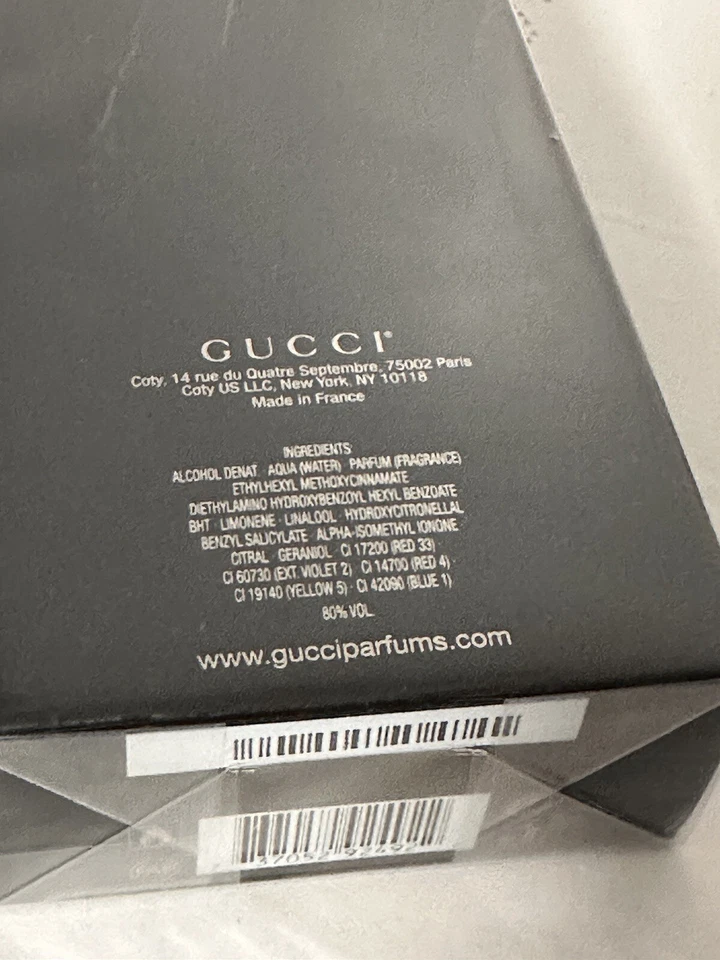 GUCCI®
Coty, 14 rue du Quatre Septembre, 75002 Paris
Coty US LLC, New York, NY 10118
Made in France
INGREDIENTS
ALCOHOL DENAT · AQUA (WATER) · PARFUM (FRAGRANCE)
ETHYLHEXYL METHOXYCINNAMATE
DIETHYLAMINO HYDROXYBENZOYL HEXYL BENZOATE
BHT · LIMONENE · LINALOOL · HYDROXYCITRONELLAL
BENZYL SALICYLATE · ALPHA-ISOMETHYL IONONE
CITRAL · GERANIOL · CI 17200 (RED 33)
CI 60730 (EXT. VIOLET 2) · CI 14700 (RED 4)
CI 19140 (YELLOW 5) · CI 42090 (BLUE 1)
80% VOL.
www.gucciparfums.com